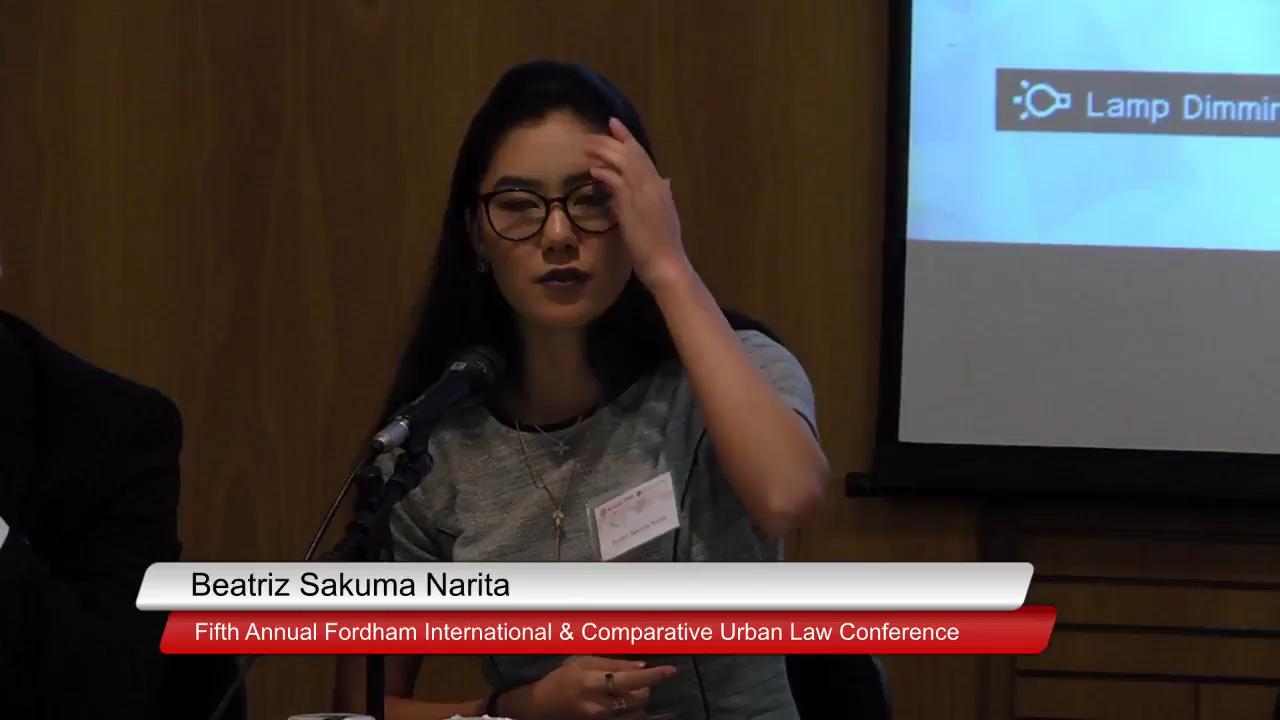 Lamp Dimmin
Beatriz Sakuma Narita
Fifth Annual Fordham International & Comparative Urban Law Conference